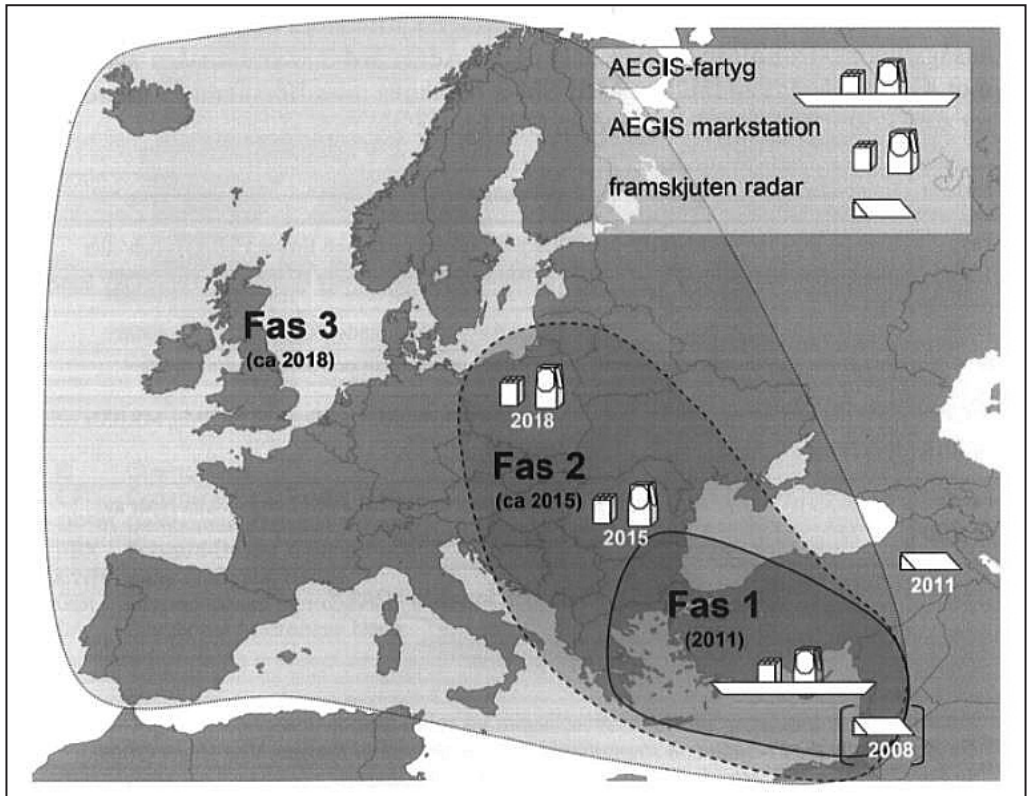 AEGIS-fartyg
AEGIS markstation
framskjuten radar
Fas 3
(ca 2018)
2018
Fas 2
(ca 2015)
2015
2011
Fas 1
(2011)
2008